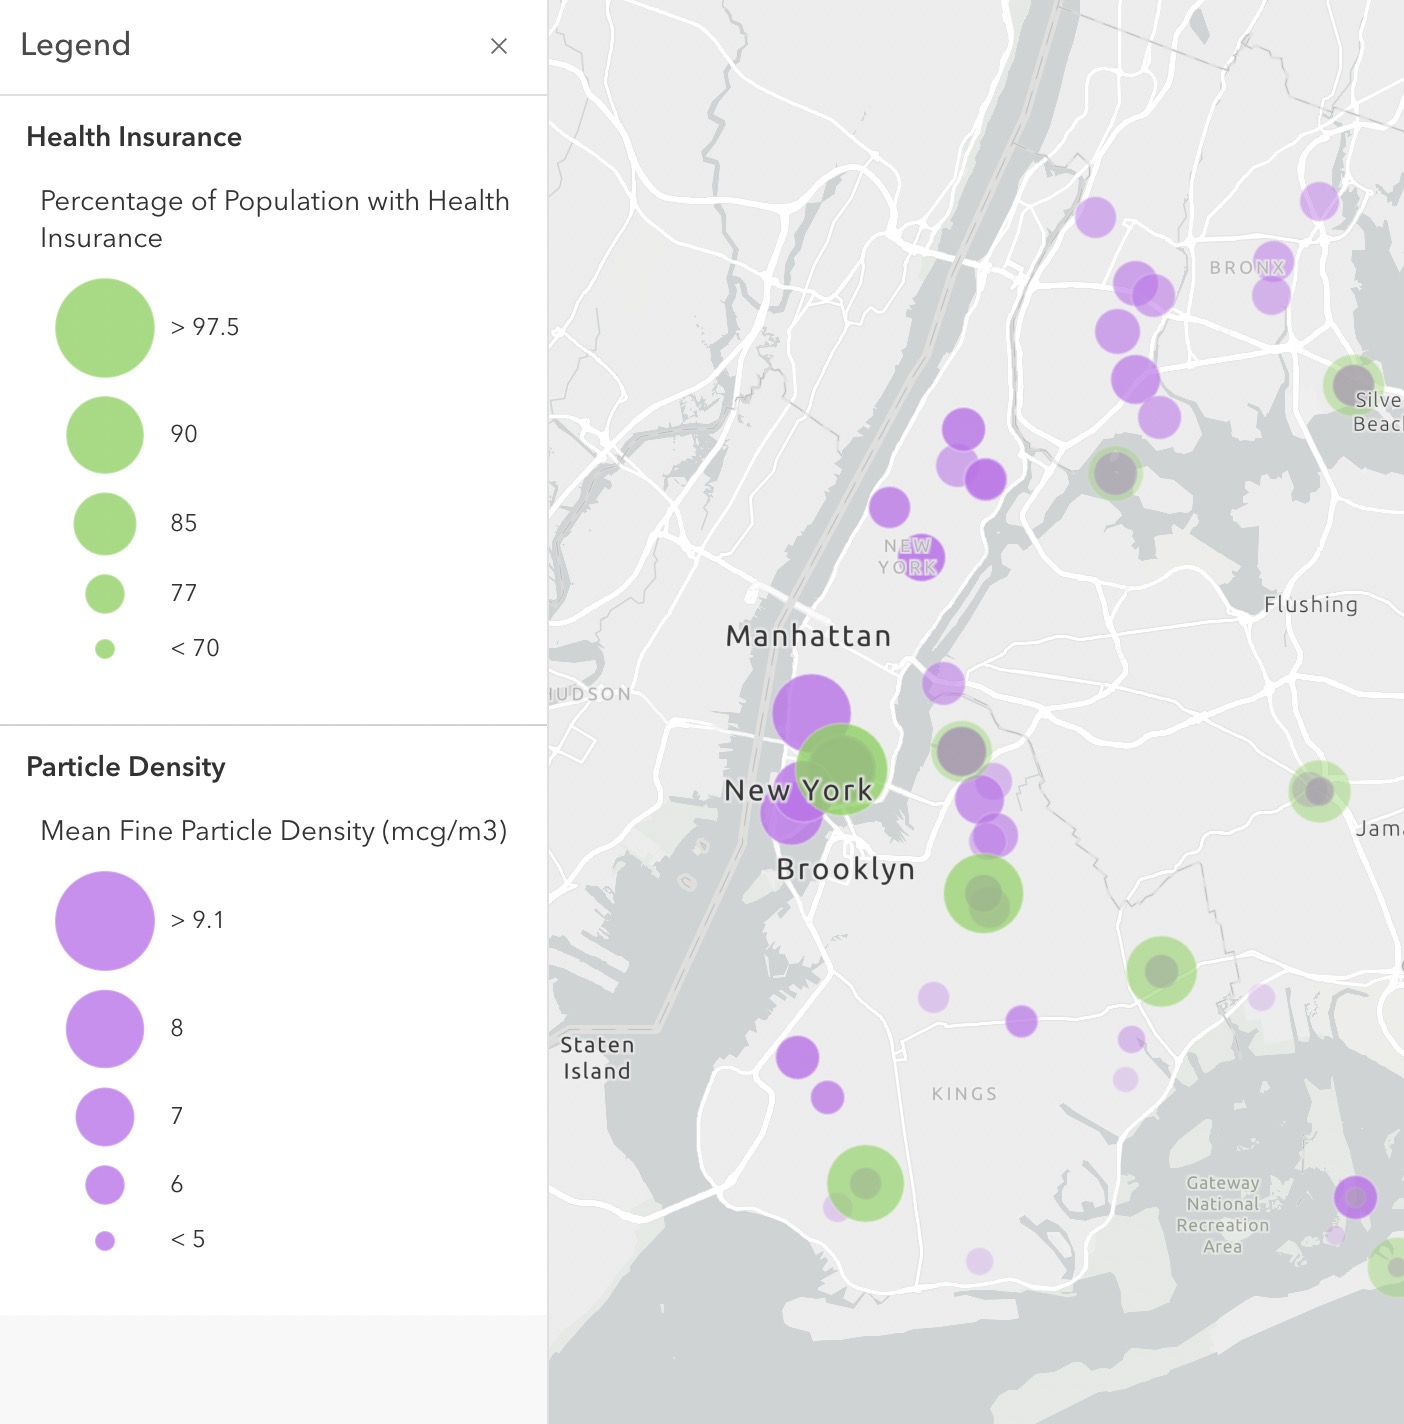 Legend
Health Insurance
Percentage of Population with Health
Insurance
> 97.5
90
85
77
< 70
Particle Density
Mean Fine Particle Density (mcg/m3)
> 9.1
8
7
6
< 5
BRONX
Silve
Beac
NEW
YORK
Flushing
Manhattan
HUDSON
New York
Jam
Brooklyn
Staten
Island
KINGS
Gateway
National
Recreation
Area